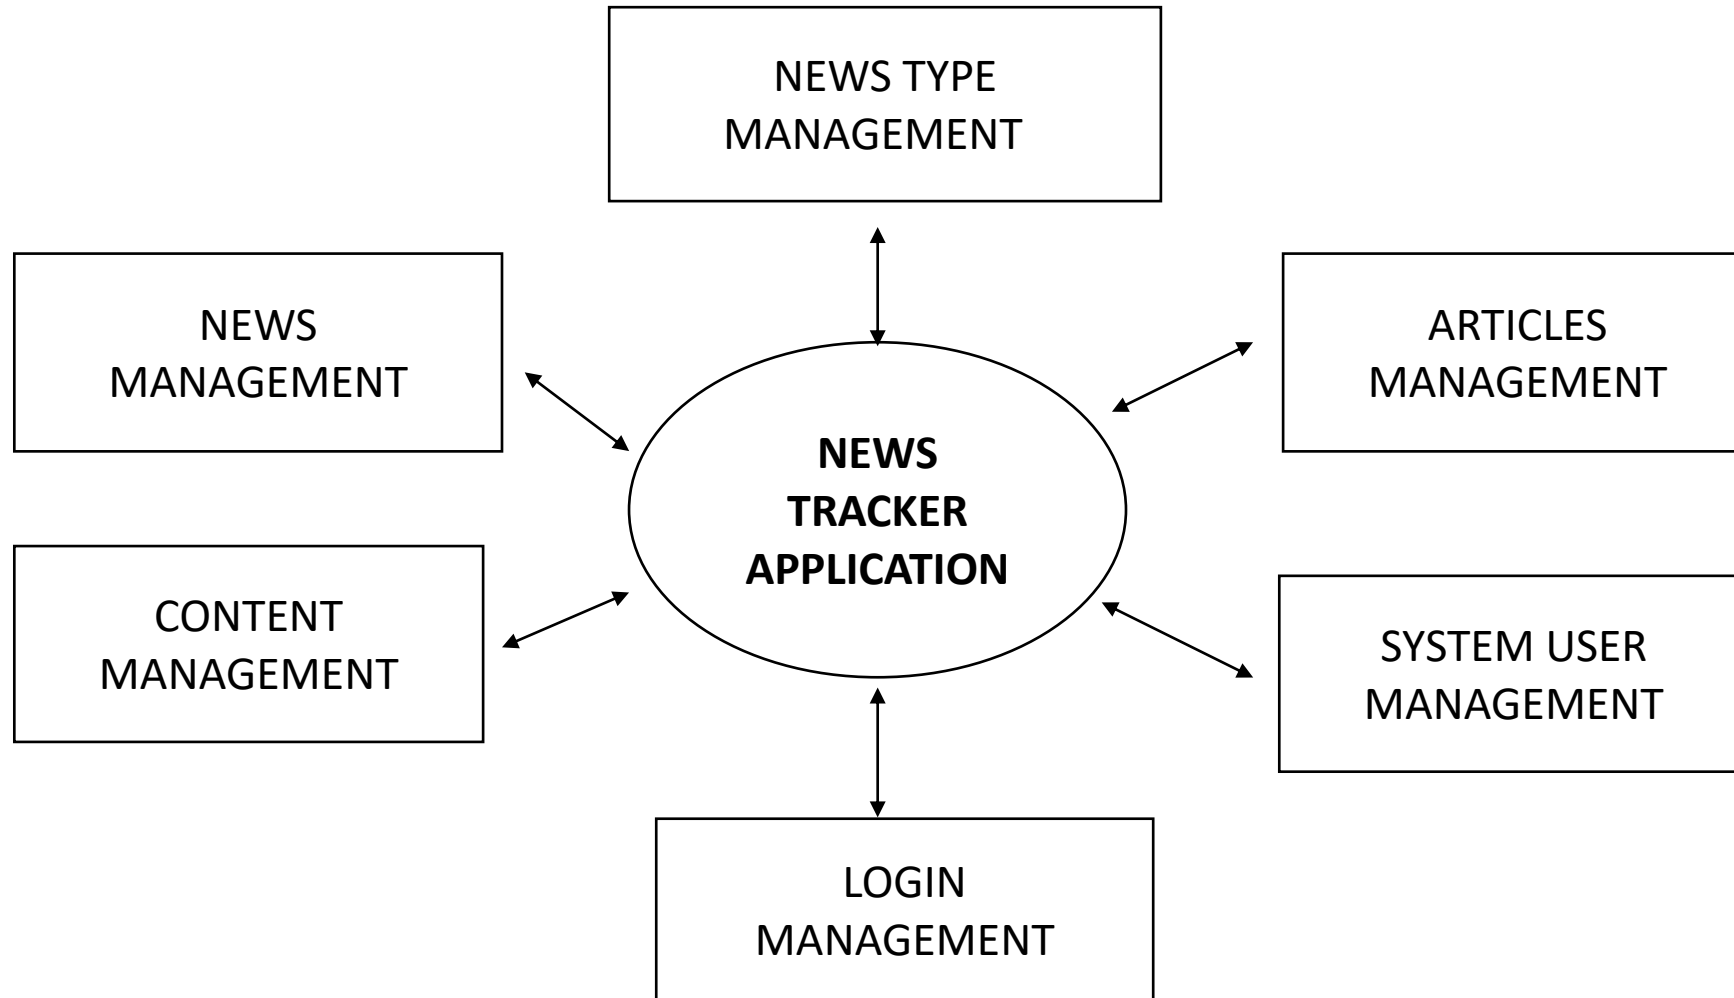 NEWS TYPE
MANAGEMENT
NEWS
MANAGEMENT
ARTICLES
MANAGEMENT
NEWS
TRACKER
APPLICATION
CONTENT
MANAGEMENT
SYSTEM USER
MANAGEMENT
LOGIN
MANAGEMENT